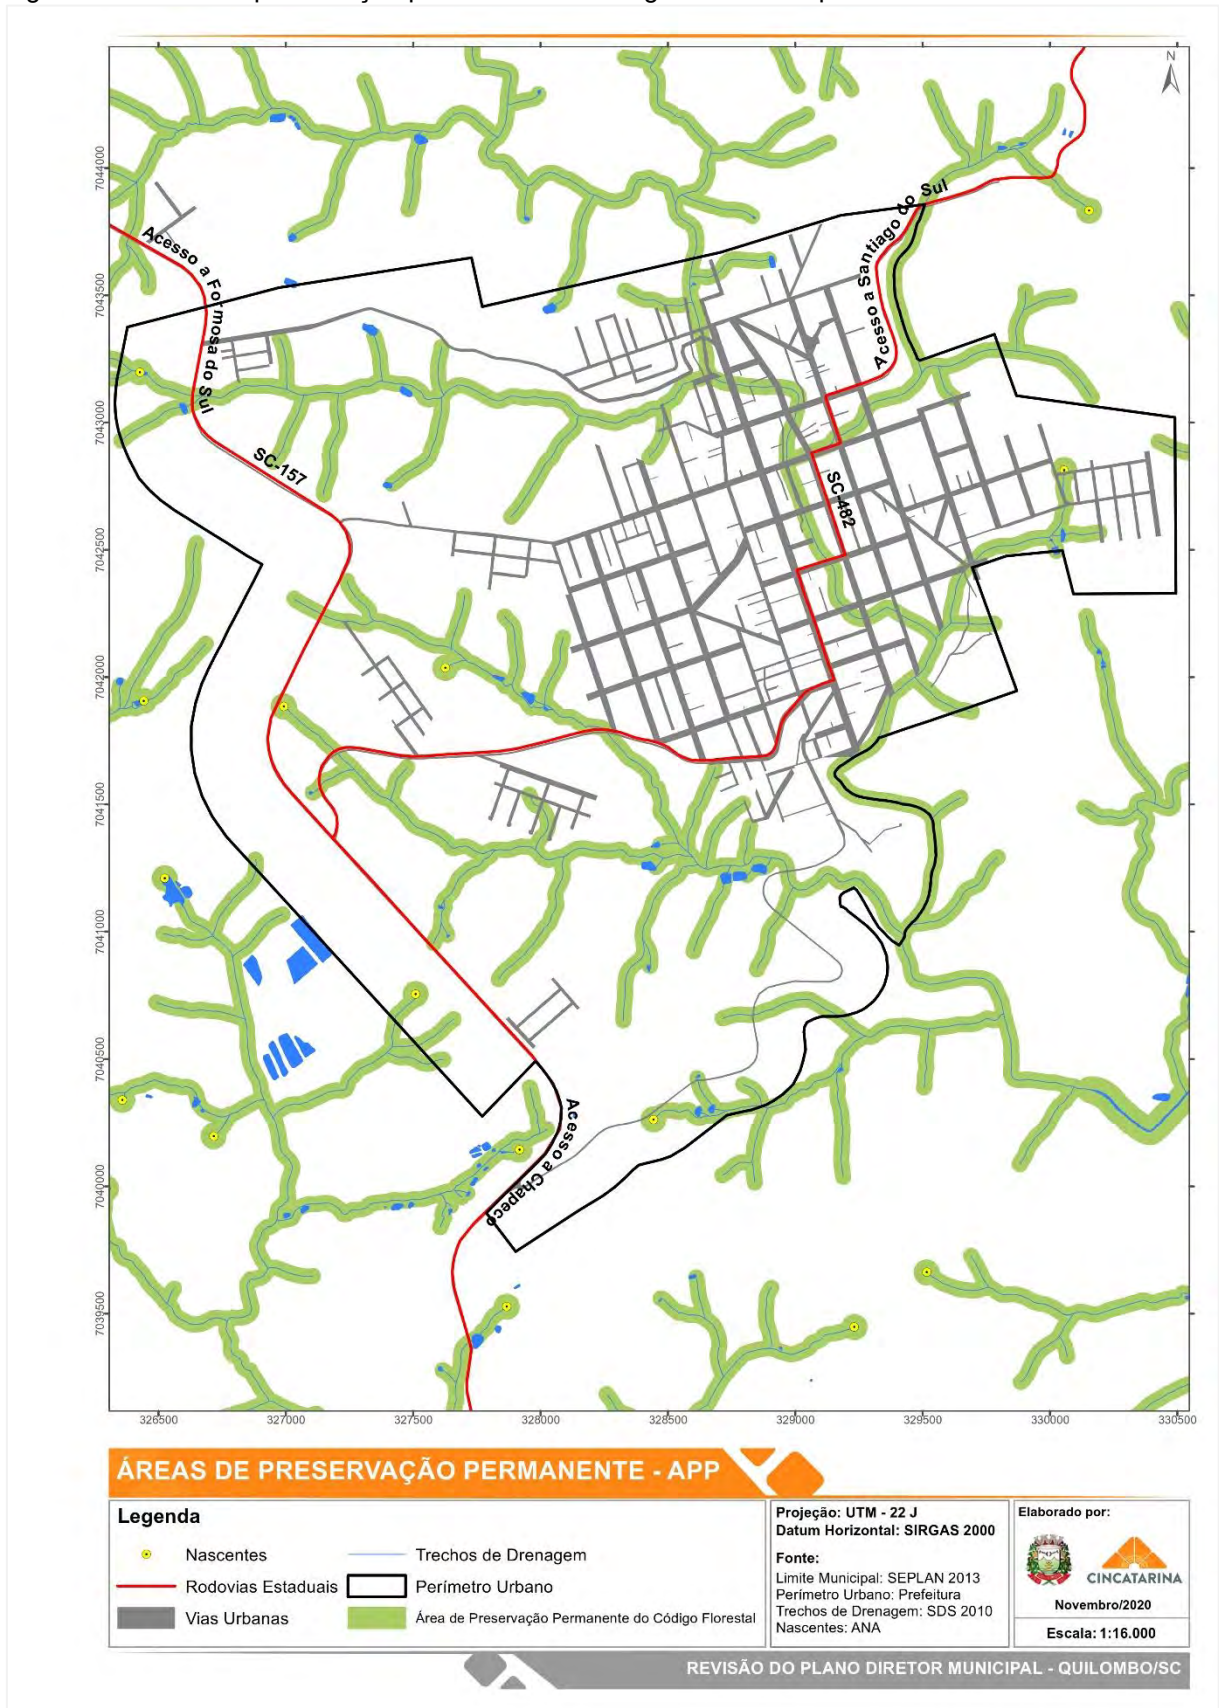 N
7044000
7043500
7043000
7042500
7042000
7041500
7041000
7040500
7040000
7039500
Acesso a Formosa do Sul
Acesso a Santiago do Sul
SC-157
SC-482
Acesso a Chapecó
326500 327000 327500 328000 328500 329000 329500 330000 330500
ÁREAS DE PRESERVAÇÃO PERMANENTE - APP
Legenda
Nascentes
Rodovias Estaduais
Vias Urbanas
Trechos de Drenagem
Perímetro Urbano
Área de Preservação Permanente do Código Florestal
Projeção: UTM - 22 J
Datum Horizontal: SIRGAS 2000
Fonte:
Limite Municipal: SEPLAN 2013
Perímetro Urbano: Prefeitura
Trechos de Drenagem: SDS 2010
Nascentes: ANA
Elaborado por:
CINCATARINA
Novembro/2020
Escala: 1:16.000
REVISÃO DO PLANO DIRETOR MUNICIPAL - QUILOMBO/SC